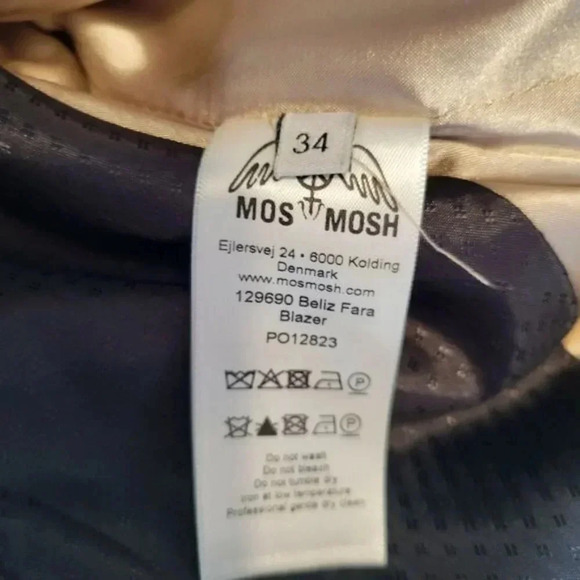 34
MOS MOSH
Ejlersvej 24 • 6000 Kolding
Denmark
www.mosmosh.com
129690 Beliz Fara
Blazer
PO12823
P
P
Do not wash
Do not bleach
Do not tumble dry
Iron at low temperature
Professional gentle dry clean